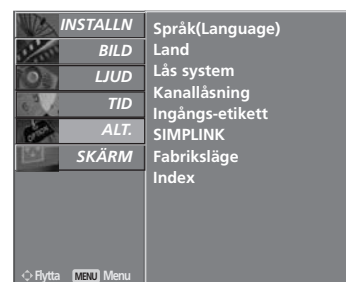 INSTALLN
BILD
LJUD
TID
ALT.
SKÄRM
Språk(Language)
Land
Lås system
Kanallåsning
Ingångs-etikett
SIMPLINK
Fabriksläge
Index
Flytta MENU Menu